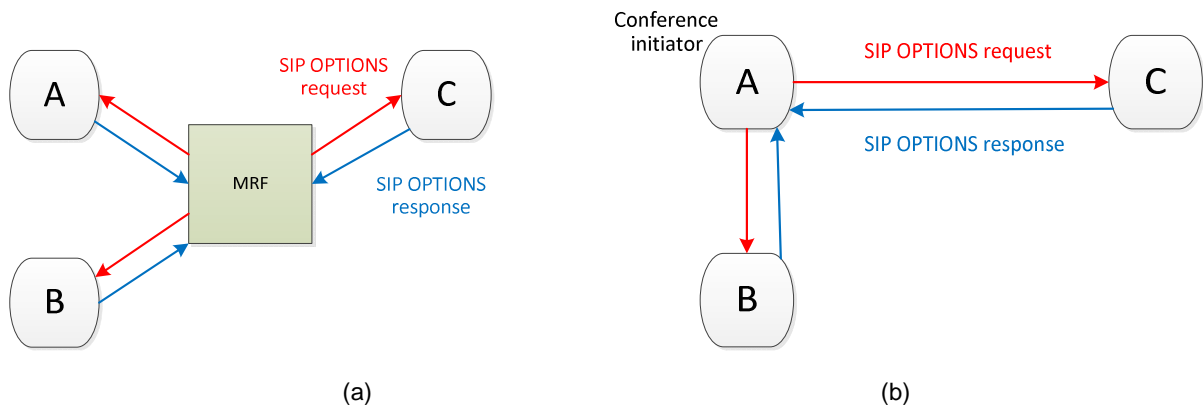 A
SIP OPTIONS
request
C
MRF
SIP OPTIONS
response
B
(a)
Conference
initiator
A
SIP OPTIONS request
C
SIP OPTIONS response
B
(b)